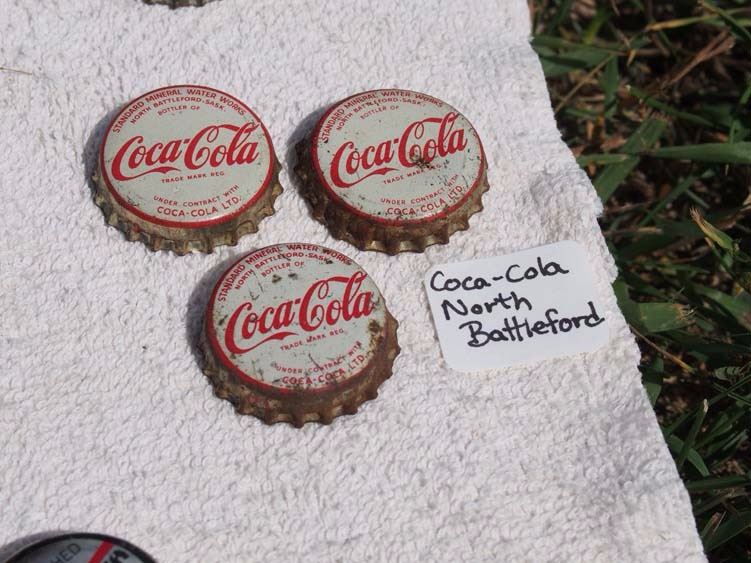 STANDARD MINERAL WATER WORKS
NORTH BATTLEFORD-SASK.
BOTTLER OF
Coca-Cola
TRADE MARK REG.
UNDER CONTRACT WITH
COCA-COLA LTD.
STANDARD MINERAL WATER WORKS
NORTH BATTLEFORD-SASK.
BOTTLER OF
Coca-Cola
TRADE MARK REG.
UNDER CONTRACT WITH
COCA-COLA LTD.
STANDARD MINERAL WATER WORKS
NORTH BATTLEFORD-SASK.
BOTTLER OF
Coca-Cola
TRADE MARK REG.
UNDER CONTRACT WITH
COCA-COLA LTD.
Coca-Cola
North
Battleford